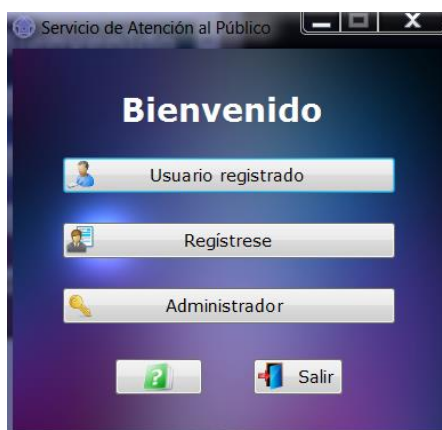 Servicio de Atención al Público
Bienvenido
Usuario registrado
Regístrese
Administrador
Salir